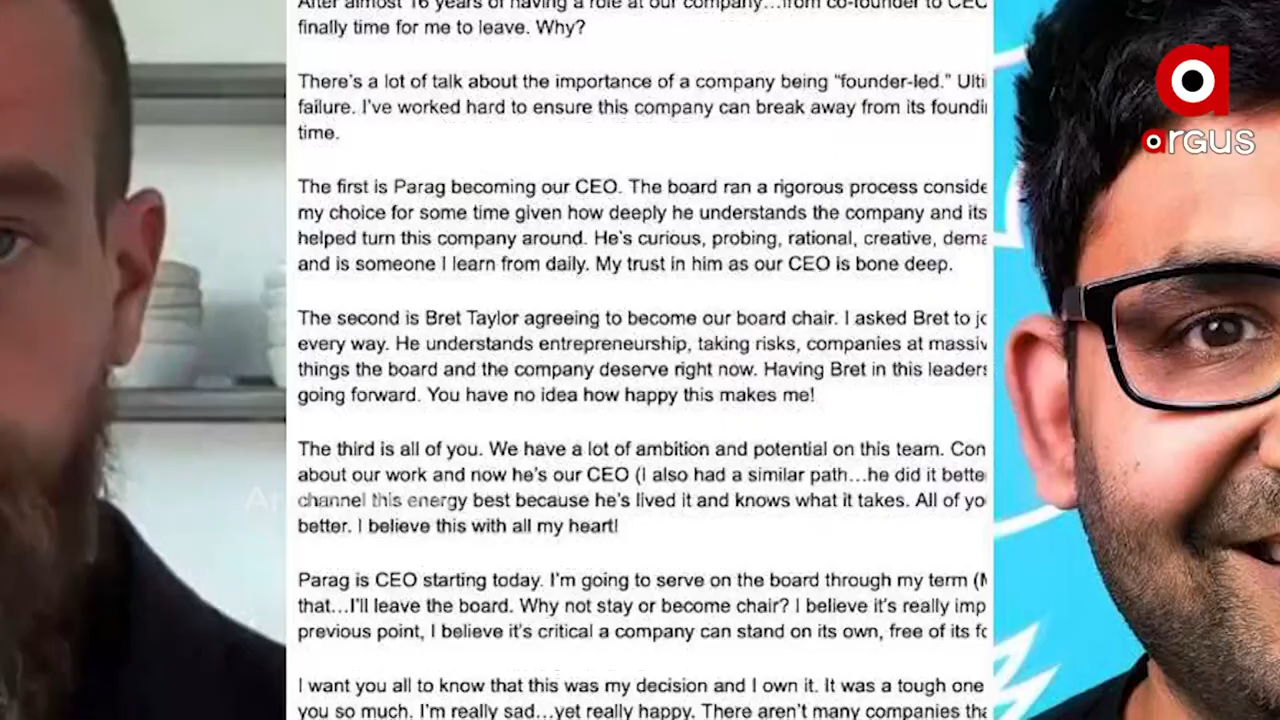 After almost 16 years of having a role at our company...from co-founder to CEO
finally time for me to leave. Why?
There's a lot of talk about the importance of a company being "founder-led." Ulti
failure. I've worked hard to ensure this company can break away from its foundi
time.
The first is Parag becoming our CEO. The board ran a rigorous process conside
my choice for some time given how deeply he understands the company and its
helped turn this company around. He's curious, probing, rational, creative, dema
and is someone I learn from daily. My trust in him as our CEO is bone deep.
The second is Bret Taylor agreeing to become our board chair. I asked Bret to jo
every way. He understands entrepreneurship, taking risks, companies at massiv
things the board and the company deserve right now. Having Bret in this leaders
going forward. You have no idea how happy this makes me!
The third is all of you. We have a lot of ambition and potential on this team. Con
about our work and now he's our CEO (I also had a similar path...he did it bette
channel this energy best because he's lived it and knows what it takes. All of yo
better. I believe this with all my heart!
Parag is CEO starting today. I'm going to serve on the board through my term (M
that...I'll leave the board. Why not stay or become chair? I believe it's really imp
previous point, I believe it's critical a company can stand on its own, free of its fo
I want you all to know that this was my decision and I own it. It was a tough one
you so much. I'm really sad...yet really happy. There aren't many companies tha
argus